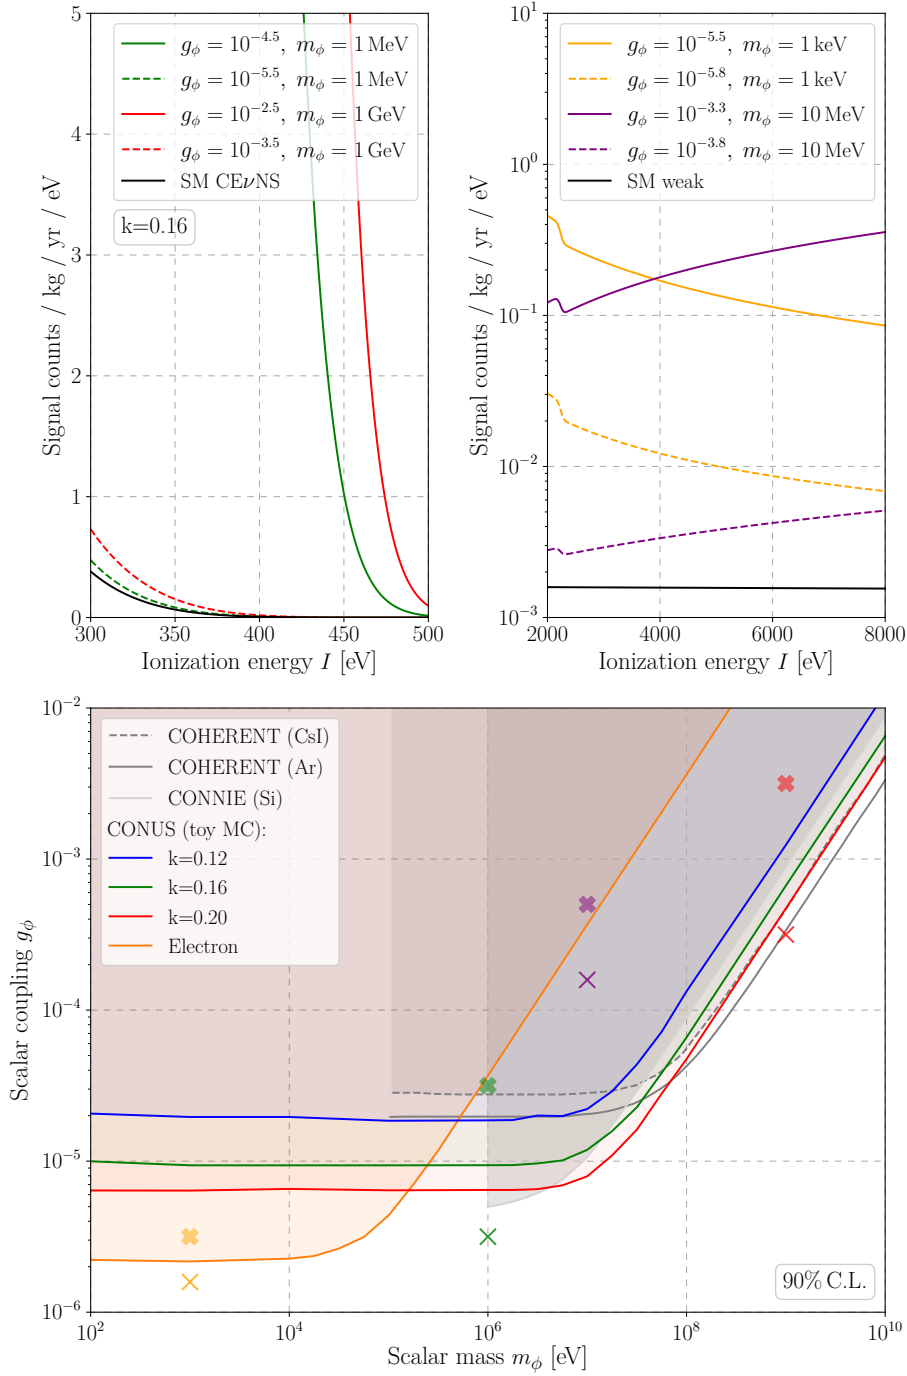 g_ϕ = 10^{-4.5}, m_ϕ = 1 MeV
g_ϕ = 10^{-5.5}, m_ϕ = 1 MeV
g_ϕ = 10^{-2.5}, m_ϕ = 1 GeV
g_ϕ = 10^{-3.5}, m_ϕ = 1 GeV
SM CEνNS
k=0.16
5
4
3
2
1
0
300
350
400
450
500
Signal counts / kg / yr / eV
Ionization energy I [eV]
g_ϕ = 10^{-5.5}, m_ϕ = 1 keV
g_ϕ = 10^{-5.8}, m_ϕ = 1 keV
g_ϕ = 10^{-3.3}, m_ϕ = 10 MeV
g_ϕ = 10^{-3.8}, m_ϕ = 10 MeV
SM weak
10^1
10^0
10^{-1}
10^{-2}
10^{-3}
2000
4000
6000
8000
Signal counts / kg / yr / eV
Ionization energy I [eV]
COHERENT (CsI)
COHERENT (Ar)
CONNIE (Si)
CONUS (toy MC):
k=0.12
k=0.16
k=0.20
Electron
90% C.L.
10^{-2}
10^{-3}
10^{-4}
10^{-5}
10^{-6}
10^2
10^4
10^6
10^8
10^{10}
Scalar coupling g_ϕ
Scalar mass m_ϕ [eV]